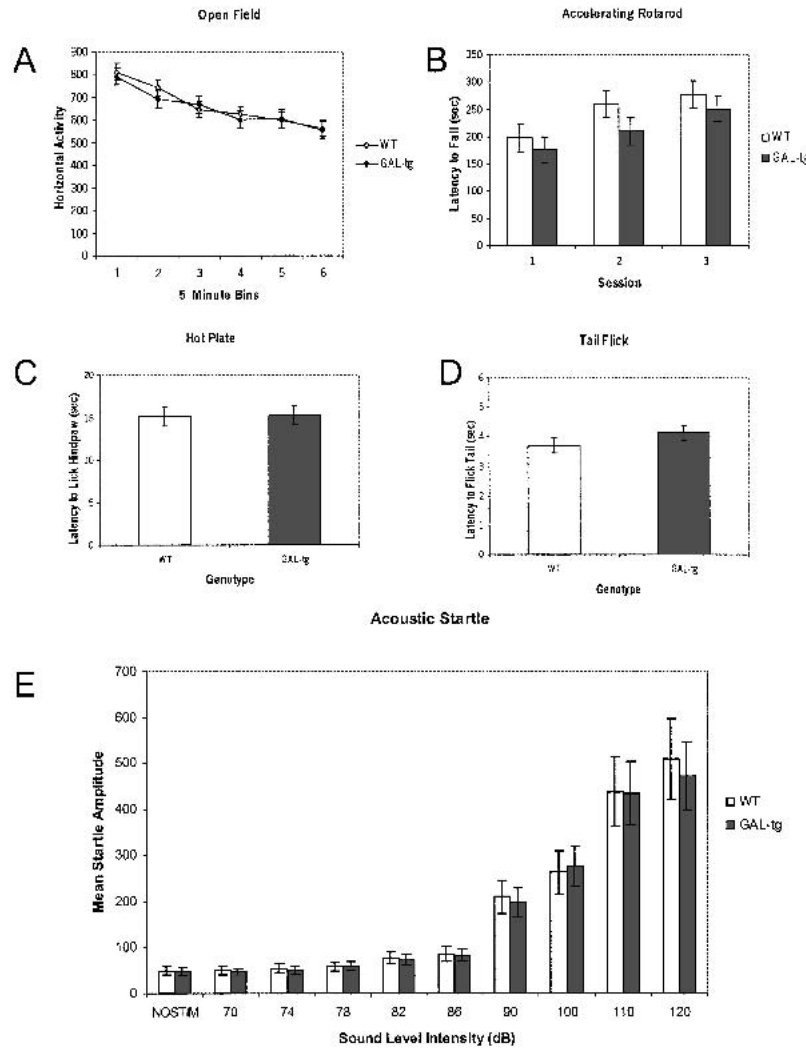 Open Field
Accelerating Rotarod
A
B
Horizontal Activity
900
800
700
600
500
400
300
200
100
0
1 2 3 4 5 6
5 Minute Bins
WT
GAL-tg
Latency to Fall (sec)
350
300
250
200
150
100
50
0
1 2 3
Session
WT
GAL-tg
Hot Plate
Tail Flick
C
D
Latency to Lick Hindpaw (sec)
20
15
10
5
0
WT GAL-tg
Genotype
Latency to Flick Tail (sec)
6
5
4
3
2
1
0
WT GAL-tg
Genotype
Acoustic Startle
E
Mean Startle Amplitude
700
600
500
400
300
200
100
0
NOSTIM 70 74 78 82 86 90 100 110 120
Sound Level Intensity (dB)
WT
GAL-tg